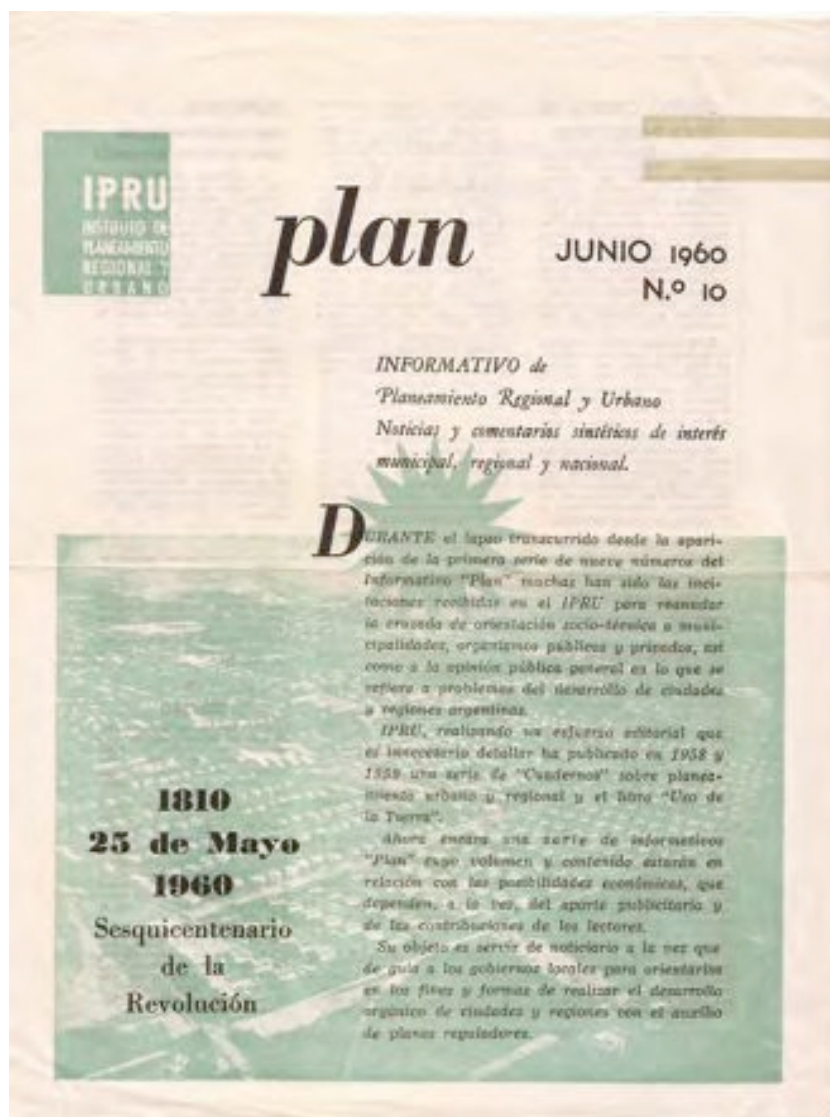 IPRU
INSTITUTO DE
PLANEAMIENTO
REGIONAL Y
URBANO
plan
JUNIO 1960
N.º 10
INFORMATIVO de
Planeamiento Regional y Urbano
Noticias y comentarios sintéticos de interés
municipal, regional y nacional.
DURANTE el lapso transcurrido desde la apari-
ción de la primera serie de nueve números del
Informativo "Plan" muchas han sido las inci-
taciones recibidas en el IPRU para reanudar
la cruzada de orientación socio-técnica a muni-
cipalidades, organismos públicos y privados, así
como a la opinión pública general en lo que se
refiere a problemas del desarrollo de ciudades
y regiones argentinas.
IPRU, realizando un esfuerzo editorial que
es innecesario detallar ha publicado en 1958 y
1959 una serie de "Cuadernos" sobre planea-
miento urbano y regional y el libro "Uso de
la Tierra".
Ahora encara una serie de informativos
"Plan" cuyo volumen y contenido estarán en
relación con las posibilidades económicas, que
dependen, a la vez, del aporte publicitario y
de las contribuciones de los lectores.
Su objeto es servir de noticiario a la vez que
de guía a los gobiernos locales para orientarlos
en los fines y formas de realizar el desarrollo
orgánico de ciudades y regiones con el auxilio
de planes reguladores.
1810
25 de Mayo
1960
Sesquicentenario
de la
Revolución